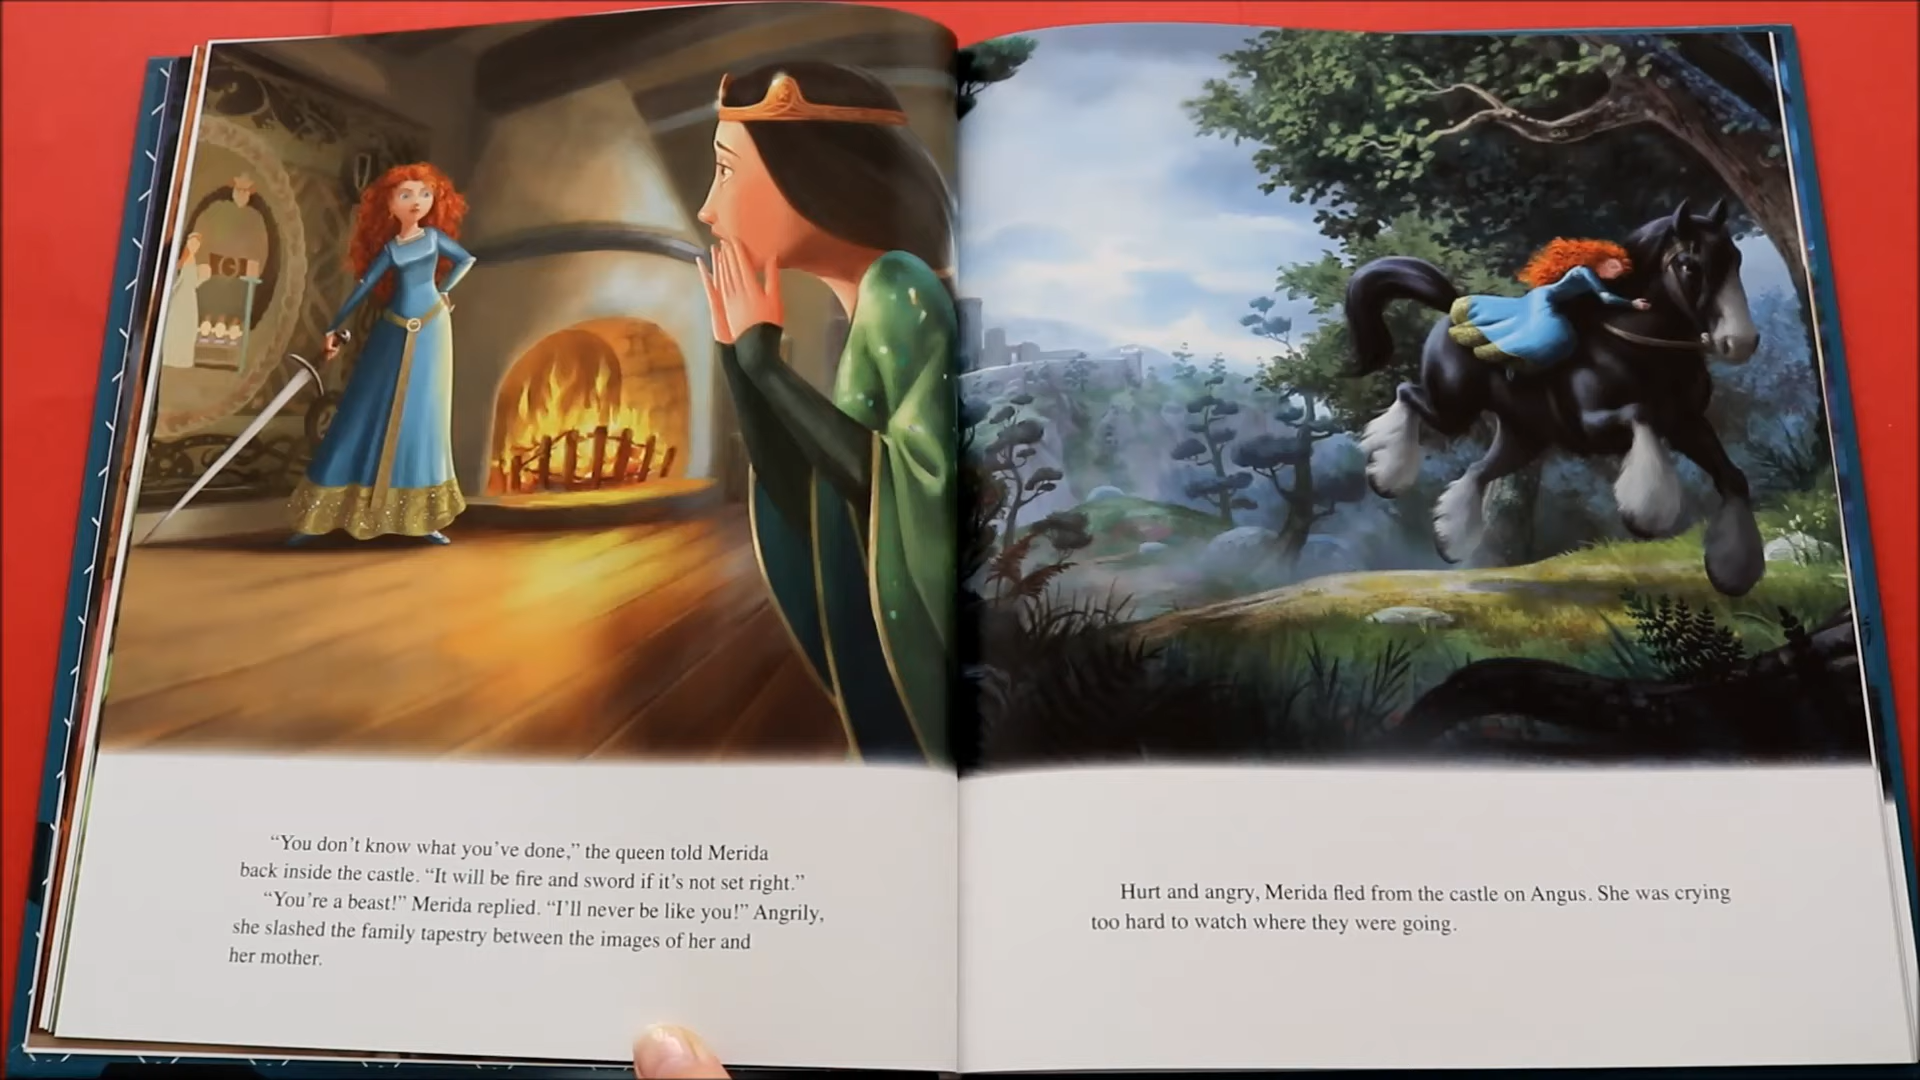 “You don’t know what you’ve done,” the queen told Merida
back inside the castle. “It will be fire and sword if it’s not set right.”
“You’re a beast!” Merida replied. “I’ll never be like you!” Angrily,
she slashed the family tapestry between the images of her and
her mother.
Hurt and angry, Merida fled from the castle on Angus. She was crying
too hard to watch where they were going.